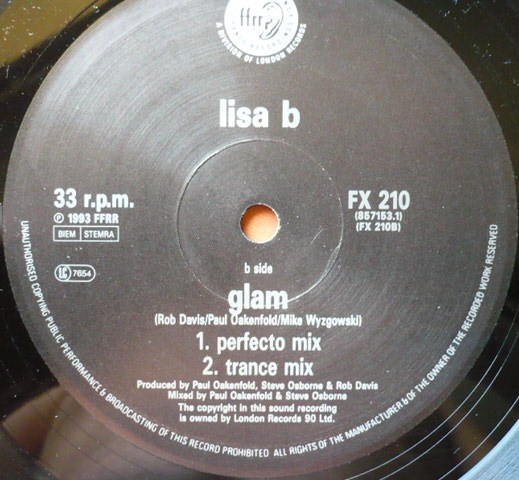 ffrr
A DIVISION OF LONDON RECORDS
lisa b
33 r.p.m.
℗ 1993 FFRR
BIEM STEMRA
LC 7654
FX 210
(857153.1)
(FX 210B)
b side
glam
(Rob Davis/Paul Oakenfold/Mike Wyzgowski)
1. perfecto mix
2. trance mix
Produced by Paul Oakenfold, Steve Osborne & Rob Davis
Mixed by Paul Oakenfold & Steve Osborne
The copyright in this sound recording
is owned by London Records 90 Ltd.
UNAUTHORISED COPYING PUBLIC PERFORMANCE & BROADCASTING OF THIS RECORD PROHIBITED ALL RIGHTS OF THE MANUFACTURER & OF THE OWNER OF THE RECORDED WORK RESERVED